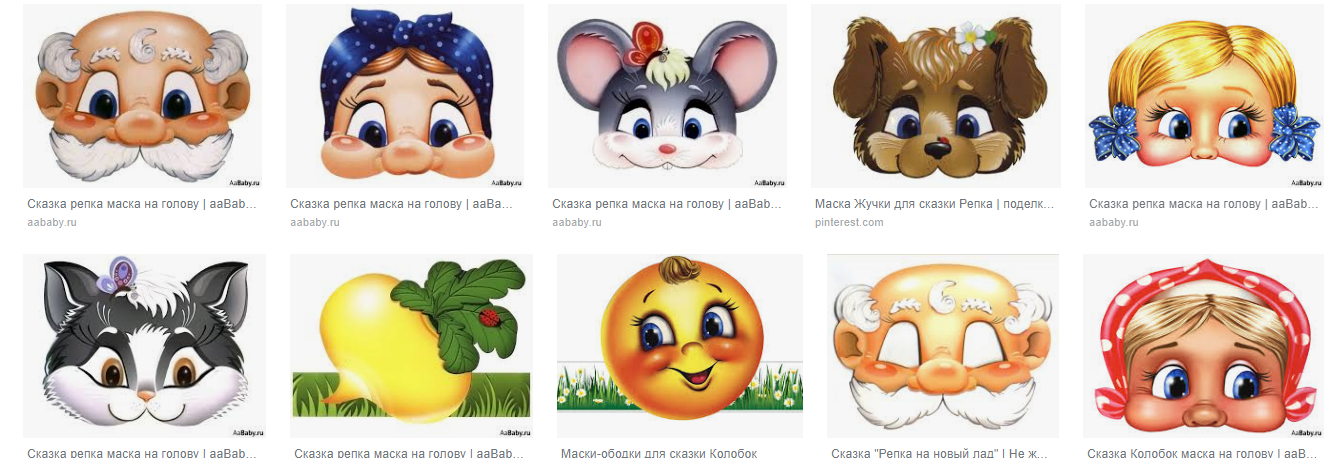 AaBaby.ru
AaBaby.ru
AaBaby.ru
AaBaby.ru
Сказка репка маска на голову | aaBab…
Сказка репка маска на голову | aaBa…
Сказка репка маска на голову | aaBab…
Маска Жучки для сказки Репка | поделк…
Сказка репка маска на голову | aaBab…
aababy.ru
aababy.ru
aababy.ru
pinterest.com
aababy.ru
AaBaby.ru
AaBaby.ru
AaBaby.ru
Сказка репка маска на голову | aaBab…
Сказка репка маска на голову | aaBab…
Маски-ободки для сказки Колобок
Сказка "Репка на новый лад" | Не ж…
Сказка Колобок маска на голову | aaB…